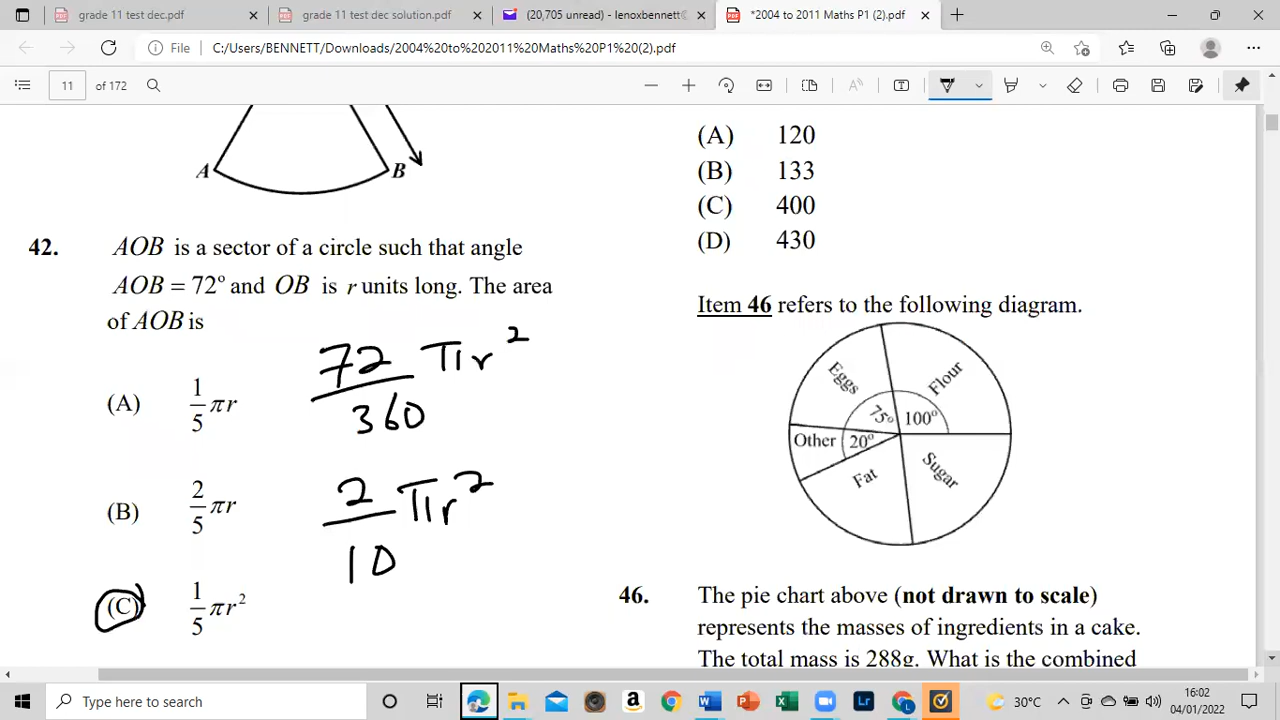 grade 11 test dec.pdf
grade 11 test dec solution.pdf
(20,705 unread) - lenoxbennett
*2004 to 2011 Maths P1 (2).pdf
File
C:/Users/BENNETT/Downloads/2004%20to%202011%20Maths%20P1%20(2).pdf
11
of 172
A
B
42.
AOB is a sector of a circle such that angle
AOB = 72° and OB is r units long. The area
of AOB is
(A) 1/5 πr
(B) 2/5 πr
(C) 1/5 πr²
72/360 πr²
2/10 πr²
(A) 120
(B) 133
(C) 400
(D) 430
Item 46 refers to the following diagram.
Eggs
Flour
75°
100°
Other
20°
Fat
Sugar
46.
The pie chart above (not drawn to scale)
represents the masses of ingredients in a cake.
The total mass is 288g. What is the combined
Type here to search
30°C
16:02
04/01/2022